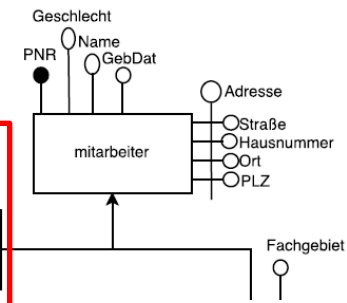 Geschlecht
Name
PNR
GebDat
Adresse
Straße
Hausnummer
mitarbeiter
Ort
PLZ
Fachgebiet